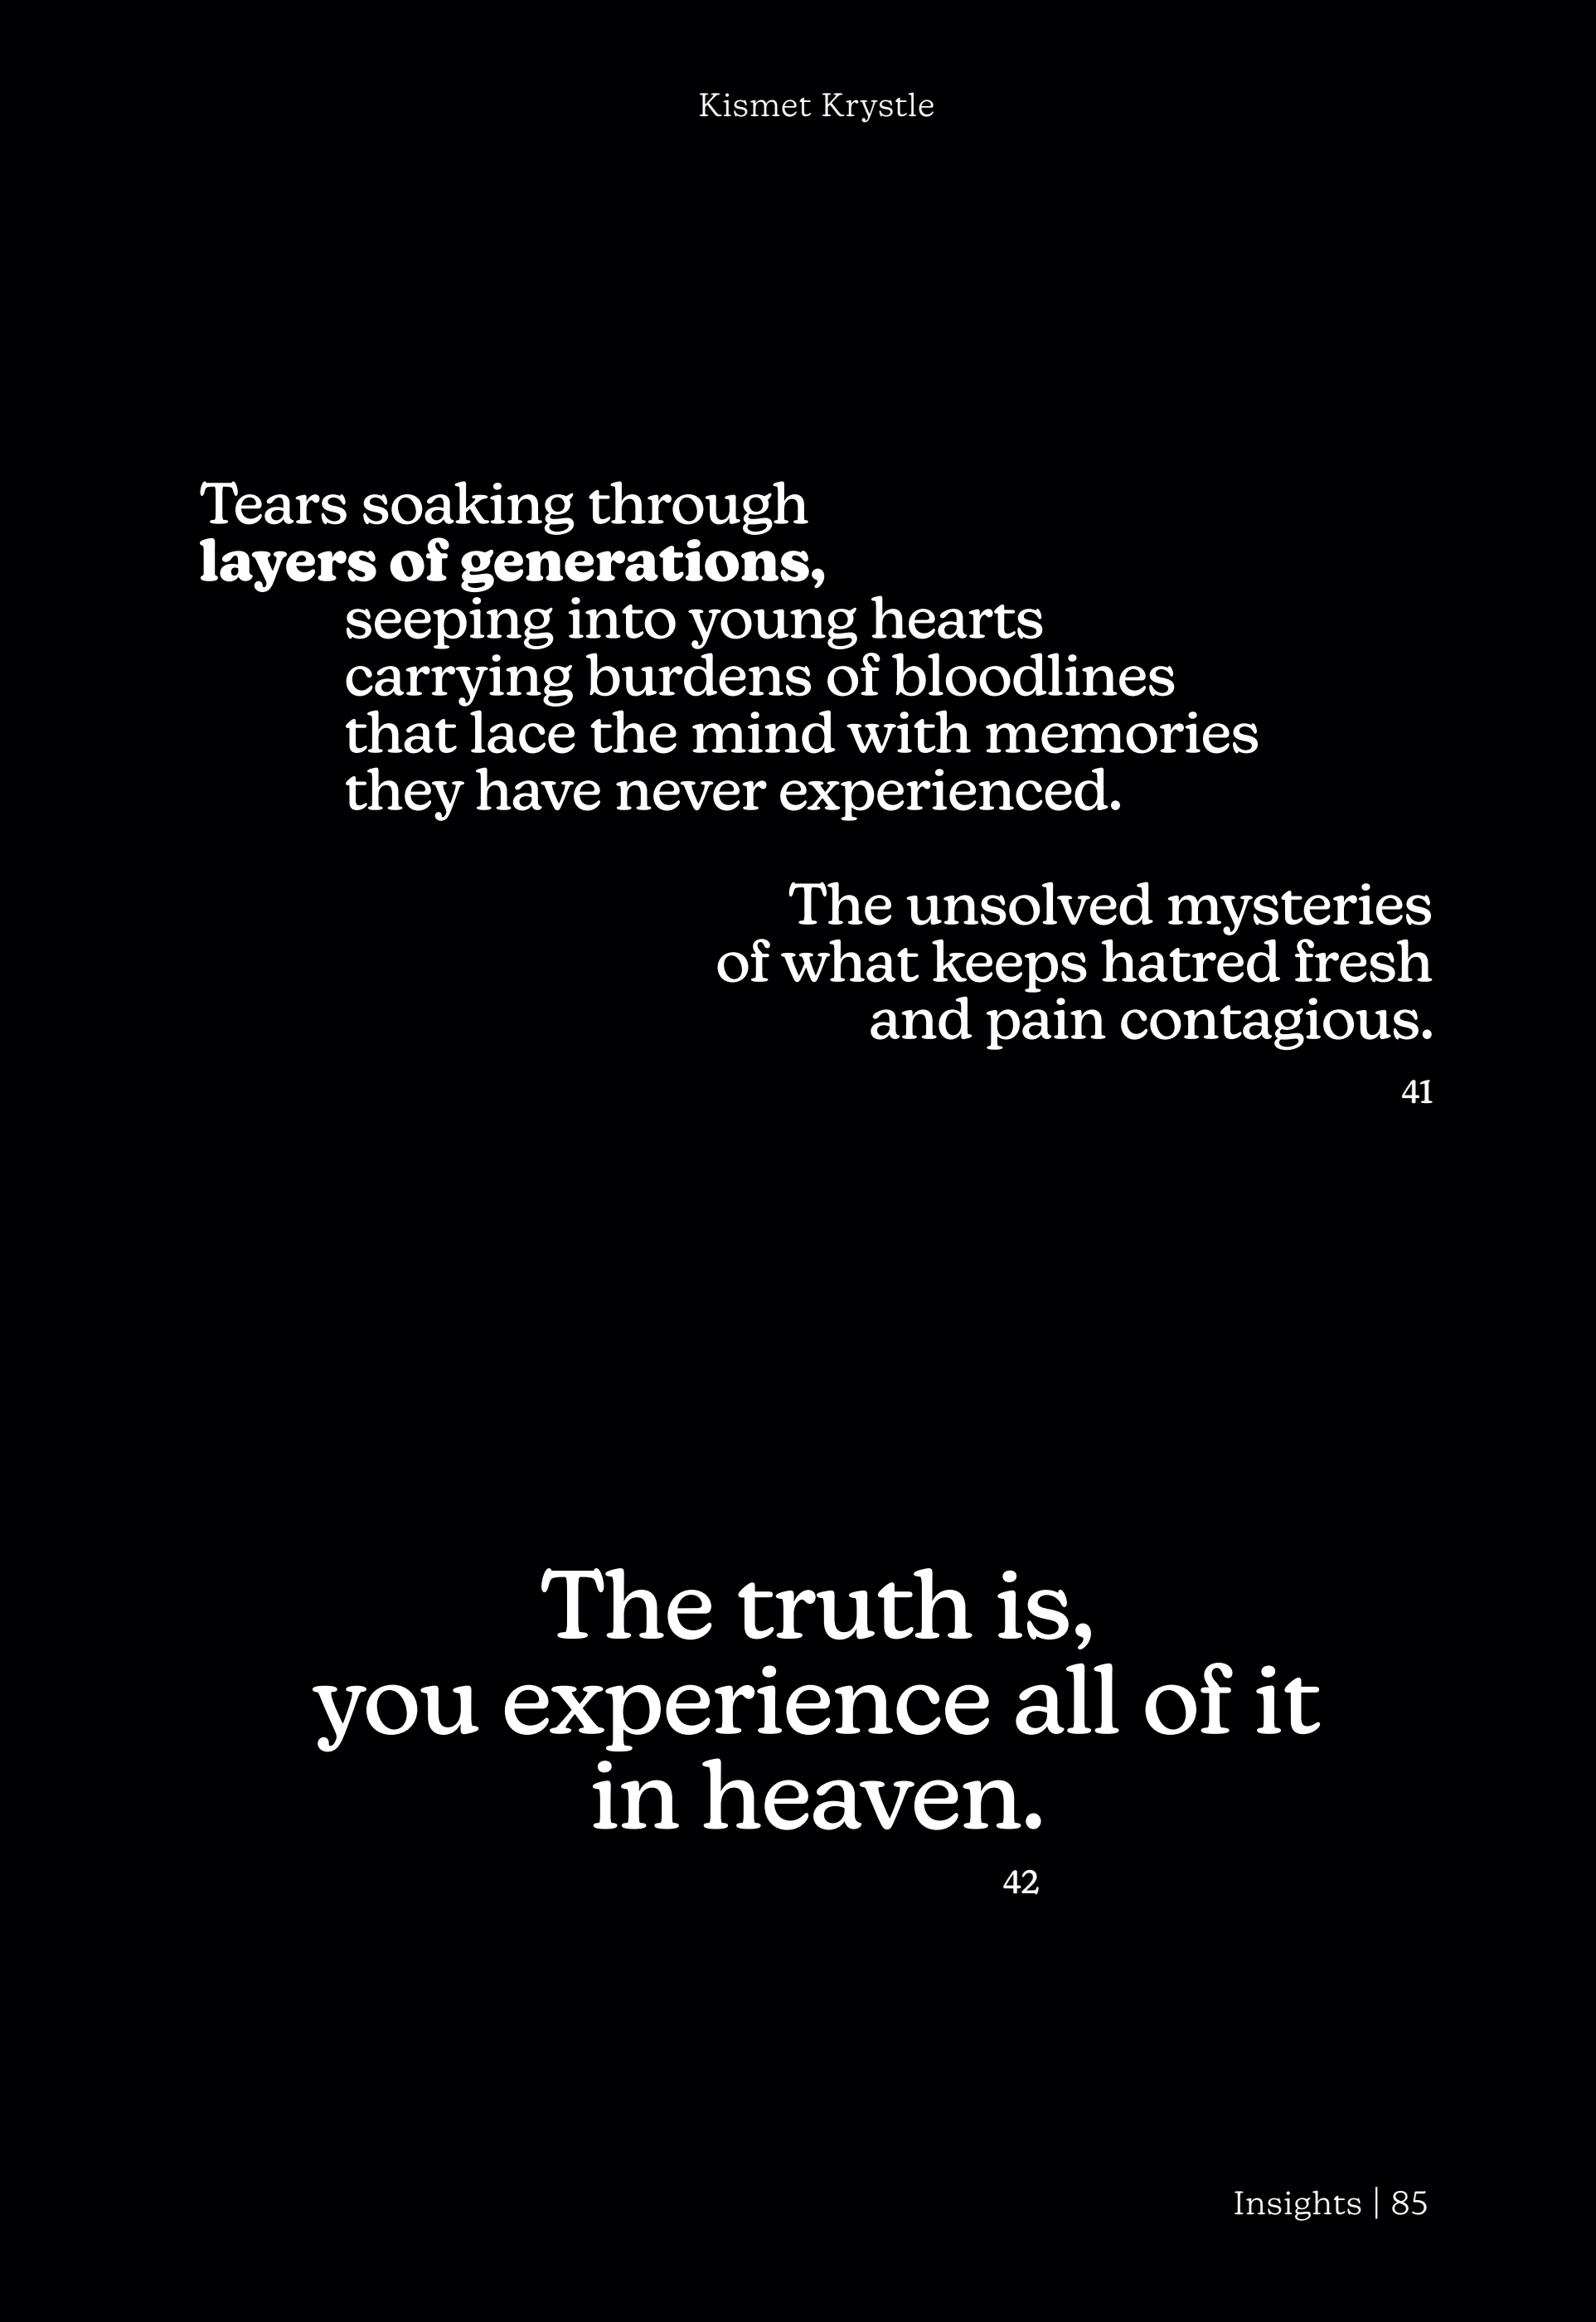 Kismet Krystle
Tears soaking through
layers of generations,
seeping into young hearts
carrying burdens of bloodlines
that lace the mind with memories
they have never experienced.
The unsolved mysteries
of what keeps hatred fresh
and pain contagious.
41
The truth is,
you experience all of it
in heaven.
42
Insights | 85